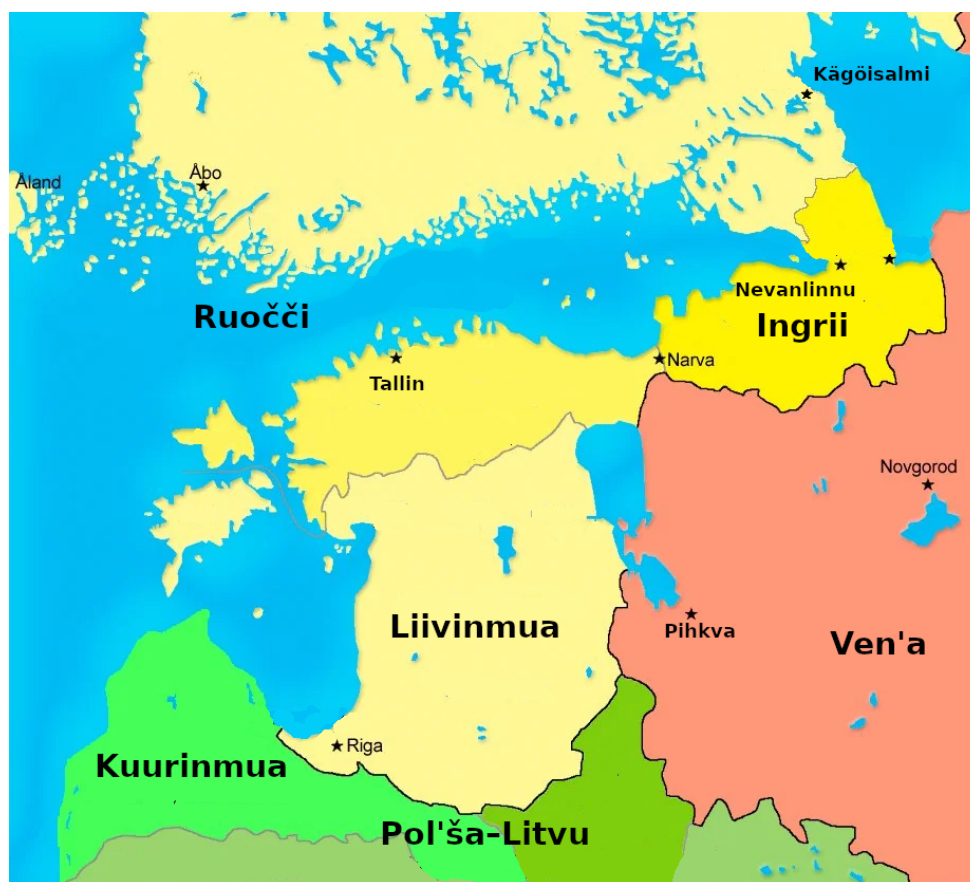 Kägöisalmi
Åbo
Åland
Nevanlinnu
Ruočči
Ingrii
Narva
Tallin
Novgorod
Liivinmua
Pihkva
Ven'a
Riga
Kuurinmua
Pol'ša-Litvu